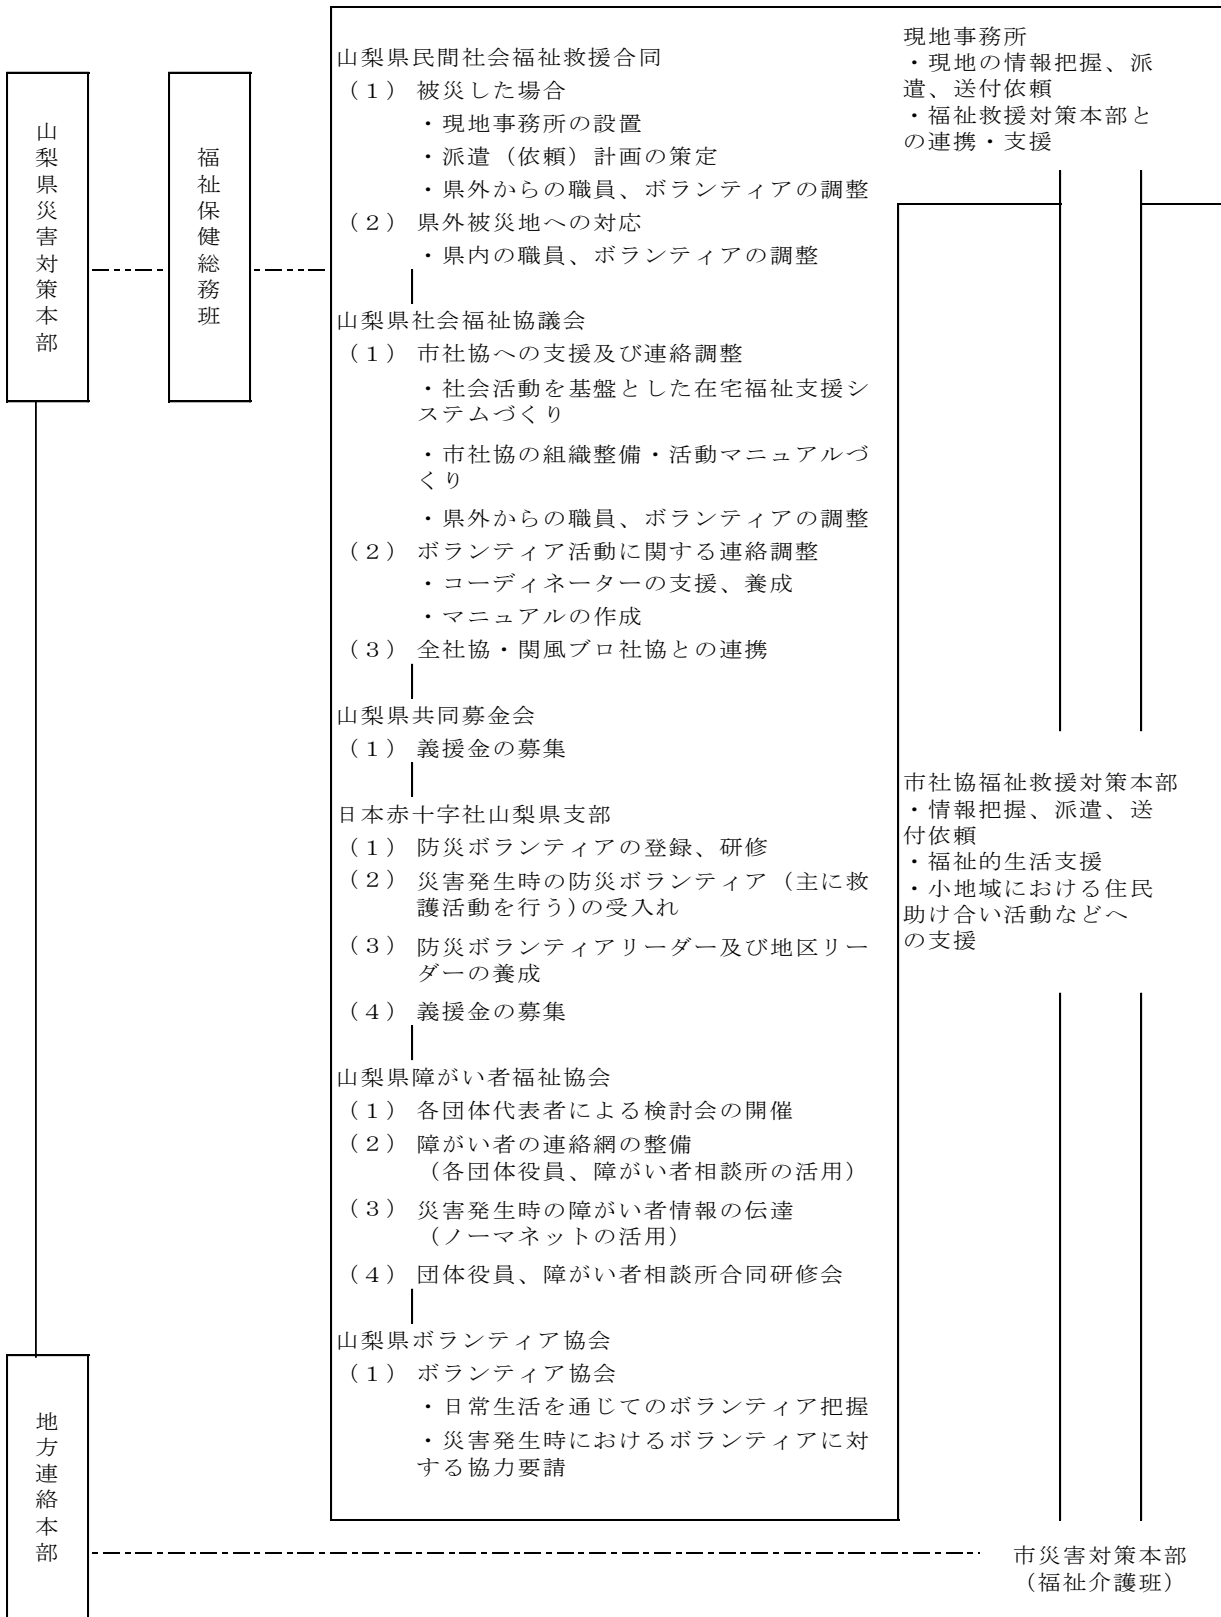 山梨県災害対策本部
福祉保健総務班
山梨県民間社会福祉救援合同
（１）被災した場合
・現地事務所の設置
・派遣（依頼）計画の策定
・県外からの職員、ボランティアの調整
（２）県外被災地への対応
・県内の職員、ボランティアの調整
山梨県社会福祉協議会
（１）市社協への支援及び連絡調整
・社会活動を基盤とした在宅福祉支援シ
ステムづくり
・市社協の組織整備・活動マニュアルづ
くり
・県外からの職員、ボランティアの調整
（２）ボランティア活動に関する連絡調整
・コーディネーターの支援、養成
・マニュアルの作成
（３）全社協・関風ブロ社協との連携
山梨県共同募金会
（１）義援金の募集
日本赤十字社山梨県支部
（１）防災ボランティアの登録、研修
（２）災害発生時の防災ボランティア（主に救
護活動を行う)の受入れ
（３）防災ボランティアリーダー及び地区リー
ダーの養成
（４）義援金の募集
山梨県障がい者福祉協会
（１）各団体代表者による検討会の開催
（２）障がい者の連絡網の整備
（各団体役員、障がい者相談所の活用）
（３）災害発生時の障がい者情報の伝達
（ノーマネットの活用）
（４）団体役員、障がい者相談所合同研修会
山梨県ボランティア協会
（１）ボランティア協会
・日常生活を通じてのボランティア把握
・災害発生時におけるボランティアに対
する協力要請
現地事務所
・現地の情報把握、派
遣、送付依頼
・福祉救援対策本部と
の連携・支援
市社協福祉救援対策本部
・情報把握、派遣、送
付依頼
・福祉的生活支援
・小地域における住民
助け合い活動などへ
の支援
地方連絡本部
市災害対策本部
（福祉介護班）